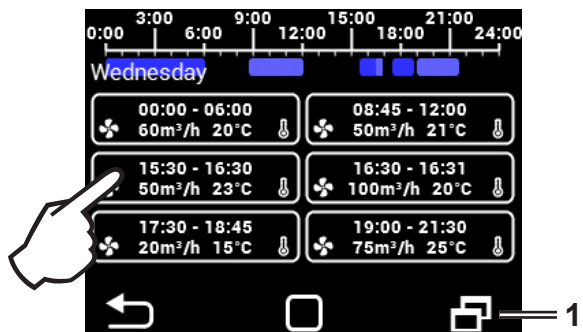 3:00 9:00 15:00 21:00
0:00 6:00 12:00 18:00 24:00
Wednesday
00:00 - 06:00
60m³/h 20°C
08:45 - 12:00
50m³/h 21°C
15:30 - 16:30
50m³/h 23°C
16:30 - 16:31
100m³/h 20°C
17:30 - 18:45
20m³/h 15°C
19:00 - 21:30
75m³/h 25°C
1